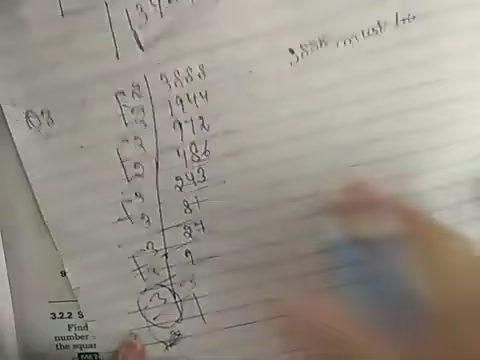 Q3
2 3888
2 1944
2 972
2 486
3 243
3 81
3 27
3 9
3 3
1
3888 must be
3.2.2 S
Find
number
the squar